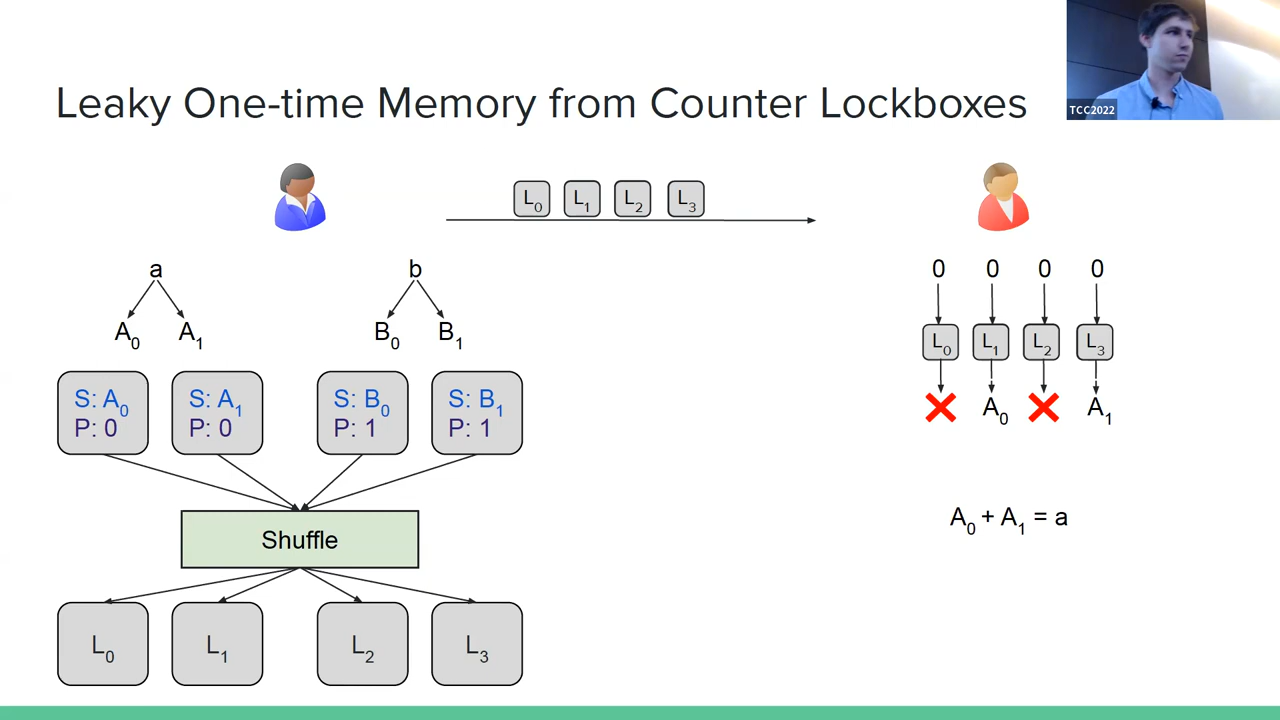 Leaky One-time Memory from Counter Lockboxes
TCC2022
L₀ L₁ L₂ L₃
a b
A₀ A₁ B₀ B₁
S: A₀ S: A₁ S: B₀ S: B₁
P: 0 P: 0 P: 1 P: 1
Shuffle
L₀ L₁ L₂ L₃
0 0 0 0
L₀ L₁ L₂ L₃
A₀ A₁
A₀ + A₁ = a